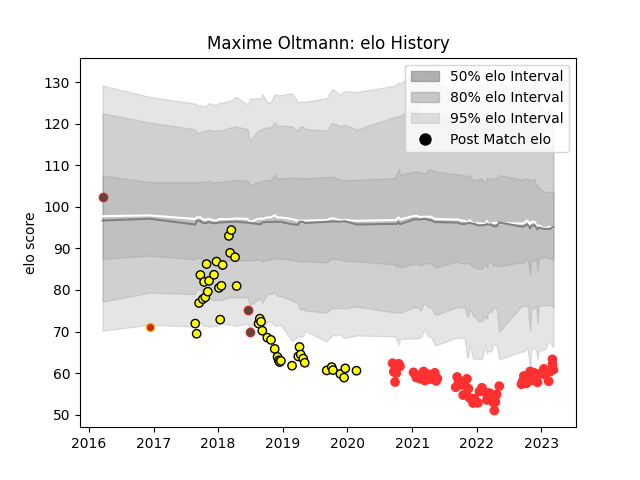 Maxime Oltmann: elo History
50% elo Interval
80% elo Interval
95% elo Interval
Post Match elo
elo score
130
120
110
100
90
80
70
60
50
2016 2017 2018 2019 2020 2021 2022 2023